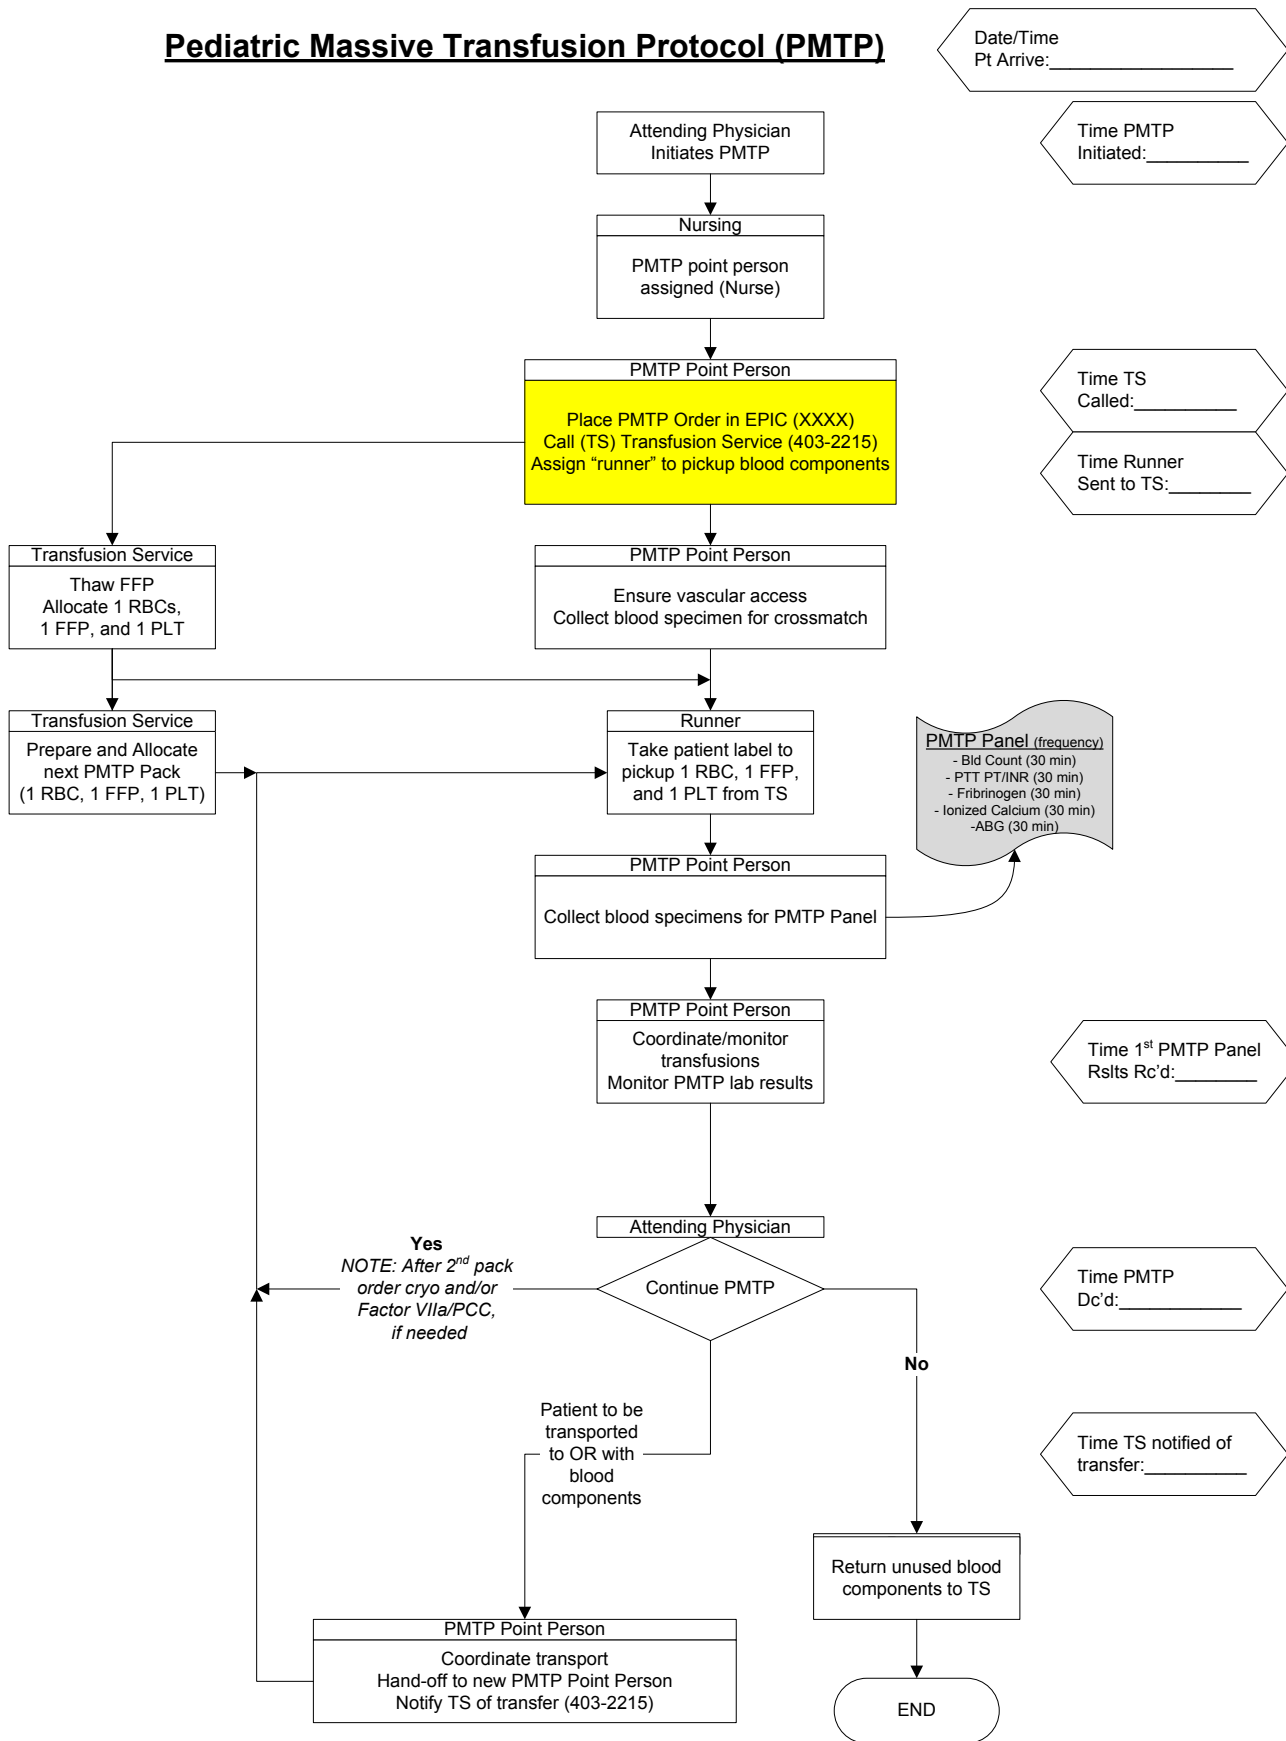 Pediatric Massive Transfusion Protocol (PMTP)
Date/Time
Pt Arrive:__________________
Attending Physician
Initiates PMTP
Time PMTP
Initiated:__________
Nursing
PMTP point person
assigned (Nurse)
PMTP Point Person
Place PMTP Order in EPIC (XXXX)
Call (TS) Transfusion Service (403-2215)
Assign “runner” to pickup blood components
Time TS
Called:__________
Time Runner
Sent to TS:________
Transfusion Service
Thaw FFP
Allocate 1 RBCs,
1 FFP, and 1 PLT
PMTP Point Person
Ensure vascular access
Collect blood specimen for crossmatch
Transfusion Service
Prepare and Allocate
next PMTP Pack
(1 RBC, 1 FFP, 1 PLT)
Runner
Take patient label to
pickup 1 RBC, 1 FFP,
and 1 PLT from TS
PMTP Panel (frequency)
- Bld Count (30 min)
- PTT PT/INR (30 min)
- Fribrinogen (30 min)
- Ionized Calcium (30 min)
-ABG (30 min)
PMTP Point Person
Collect blood specimens for PMTP Panel
PMTP Point Person
Coordinate/monitor
transfusions
Monitor PMTP lab results
Time 1st PMTP Panel
Rslts Rc’d:________
Attending Physician
Continue PMTP
Yes
NOTE: After 2nd pack
order cryo and/or
Factor VIIa/PCC,
if needed
Time PMTP
Dc’d:____________
No
Patient to be
transported
to OR with
blood
components
Time TS notified of
transfer:__________
Return unused blood
components to TS
PMTP Point Person
Coordinate transport
Hand-off to new PMTP Point Person
Notify TS of transfer (403-2215)
END